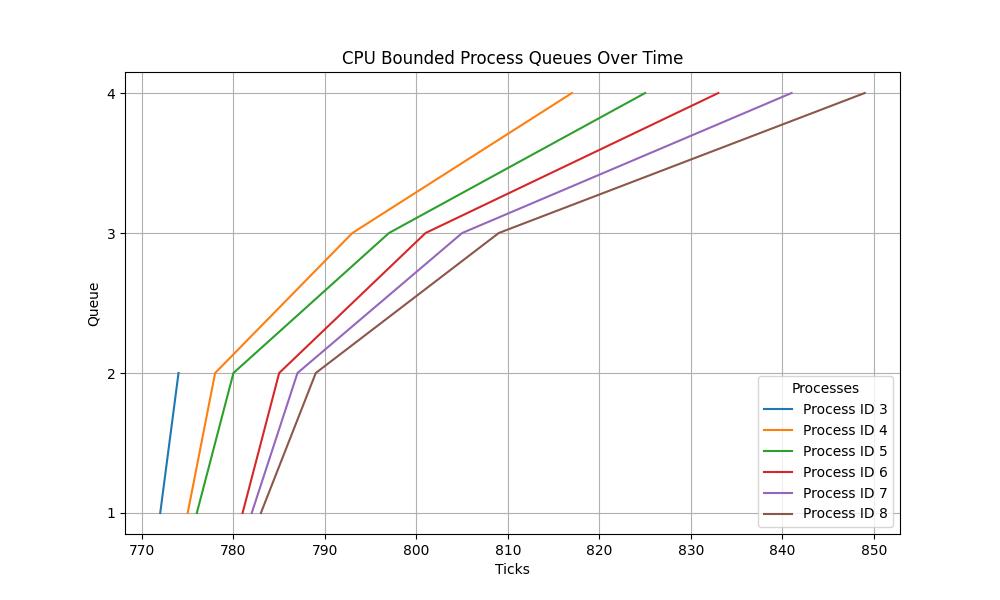 CPU Bounded Process Queues Over Time
4
3
2
1
Queue
Processes
Process ID 3
Process ID 4
Process ID 5
Process ID 6
Process ID 7
Process ID 8
770 780 790 800 810 820 830 840 850
Ticks